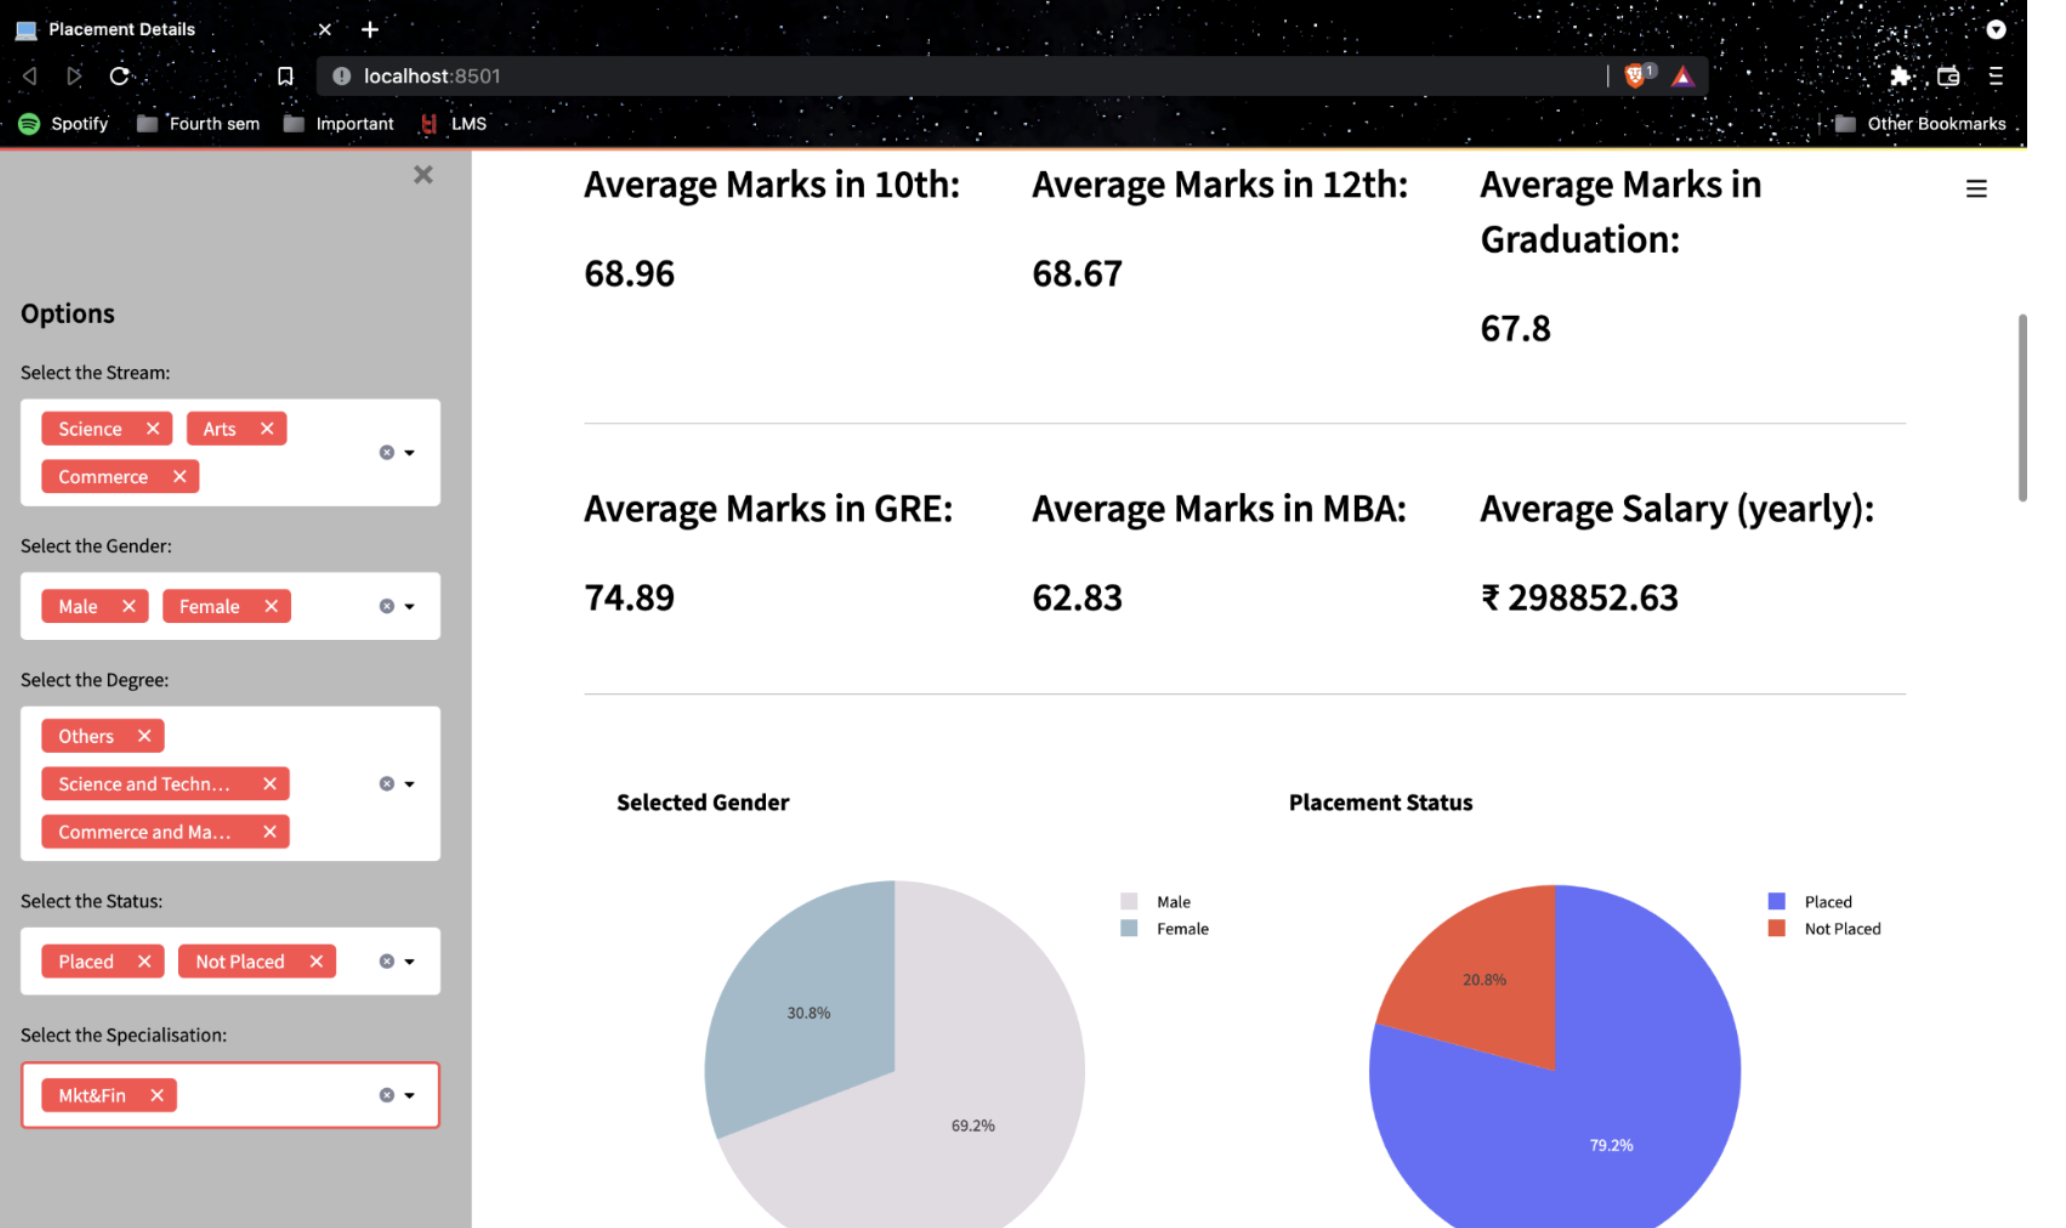 Placement Details
localhost:8501
1
Spotify
Fourth sem
Important
LMS
Other Bookmarks
Options
Select the Stream:
Science
Arts
Commerce
Select the Gender:
Male
Female
Select the Degree:
Others
Science and Techn...
Commerce and Ma...
Select the Status:
Placed
Not Placed
Select the Specialisation:
Mkt&Fin
Average Marks in 10th:
68.96
Average Marks in 12th:
68.67
Average Marks in
Graduation:
67.8
Average Marks in GRE:
74.89
Average Marks in MBA:
62.83
Average Salary (yearly):
₹ 298852.63
Selected Gender
Male
Female
30.8%
69.2%
Placement Status
Placed
Not Placed
20.8%
79.2%